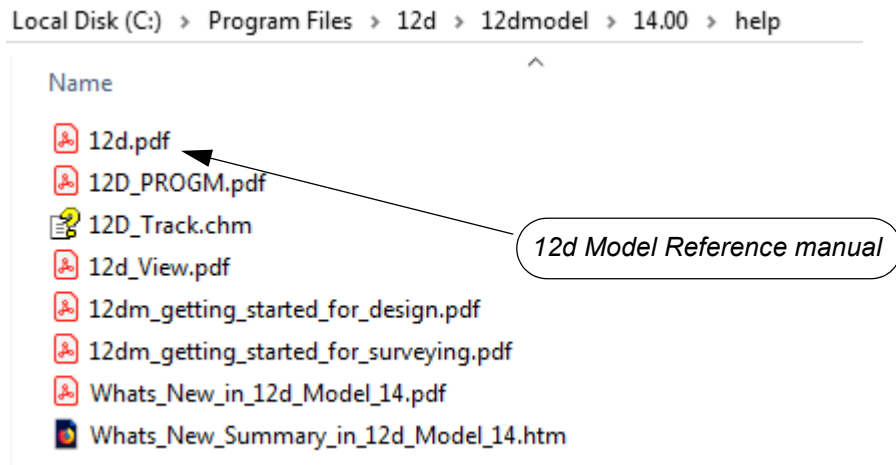 Local Disk (C:) > Program Files > 12d > 12dmodel > 14.00 > help
Name
12d.pdf
12D_PROGM.pdf
12D_Track.chm
12d Model Reference manual
12d_View.pdf
12dm_getting_started_for_design.pdf
12dm_getting_started_for_surveying.pdf
Whats_New_in_12d_Model_14.pdf
Whats_New_Summary_in_12d_Model_14.htm